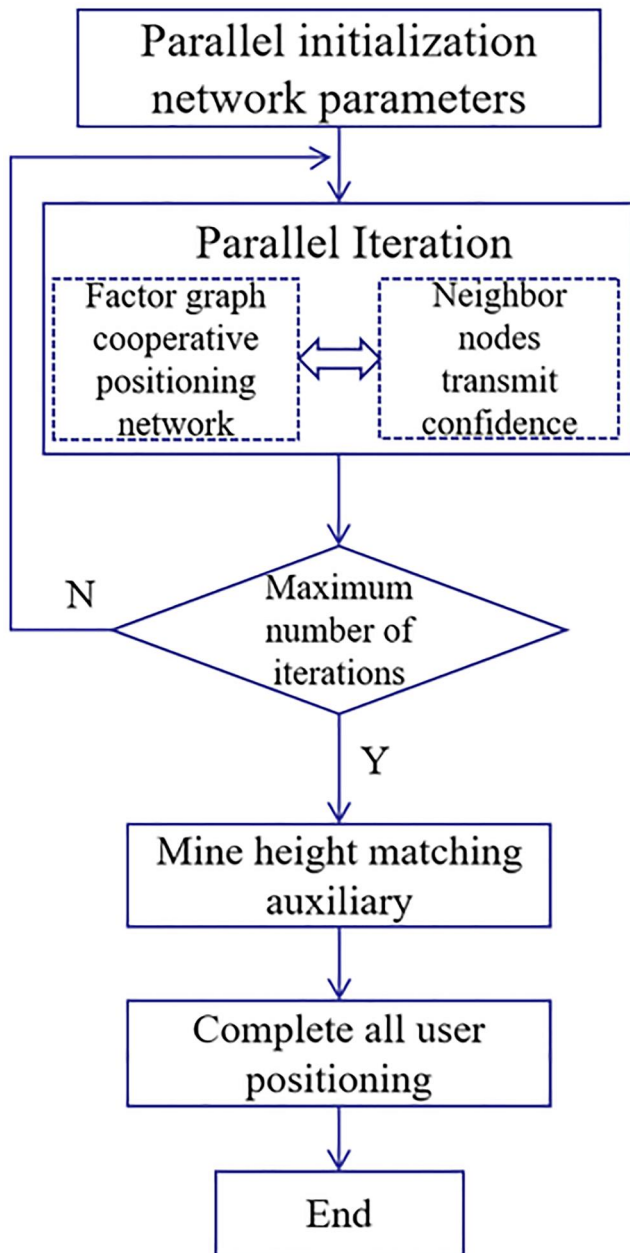 Parallel initialization
network parameters
Parallel Iteration
Factor graph
cooperative
positioning
network
Neighbor
nodes
transmit
confidence
N
Maximum
number of
iterations
Y
Mine height matching
auxiliary
Complete all user
positioning
End